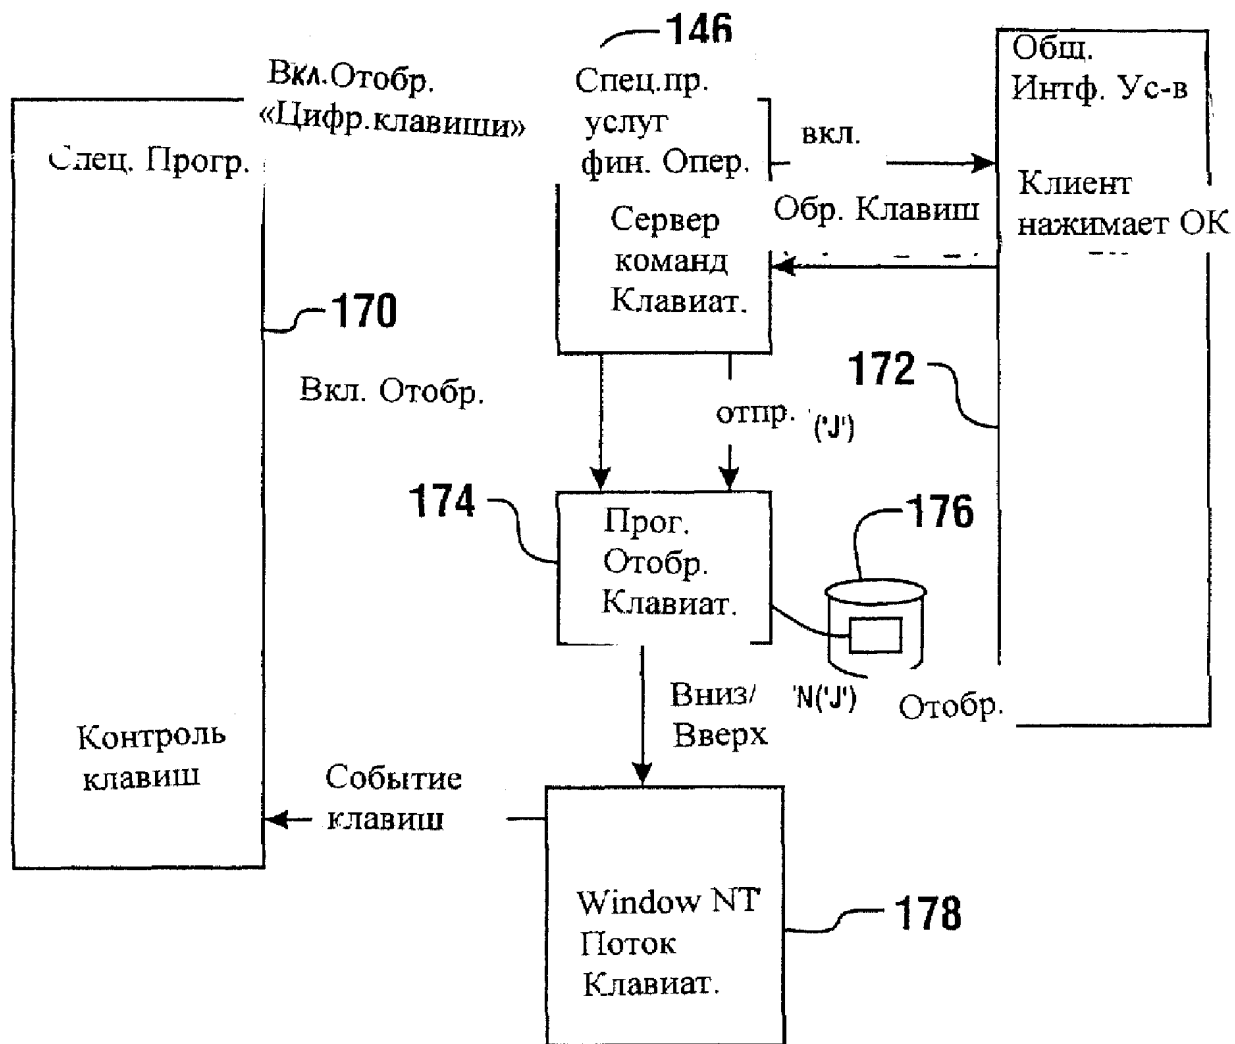 146
Вкл.Отобр.
«Цифр.клавиши»
Спец. Прогр.
Спец.пр.
услуг
фин. Опер.
Сервер
команд
Клавиат.
вкл.
Обр. Клавиш
Общ.
Интф. Ус-в
Клиент
нажимает ОК
170
Вкл. Отобр.
отпр. ('J')
172
174
Прог.
Отобр.
Клавиат.
176
Вниз/
Вверх
'N('J')
Отобр.
Контроль
клавиш
Событие
клавиш
Window NT
Поток
Клавиат.
178